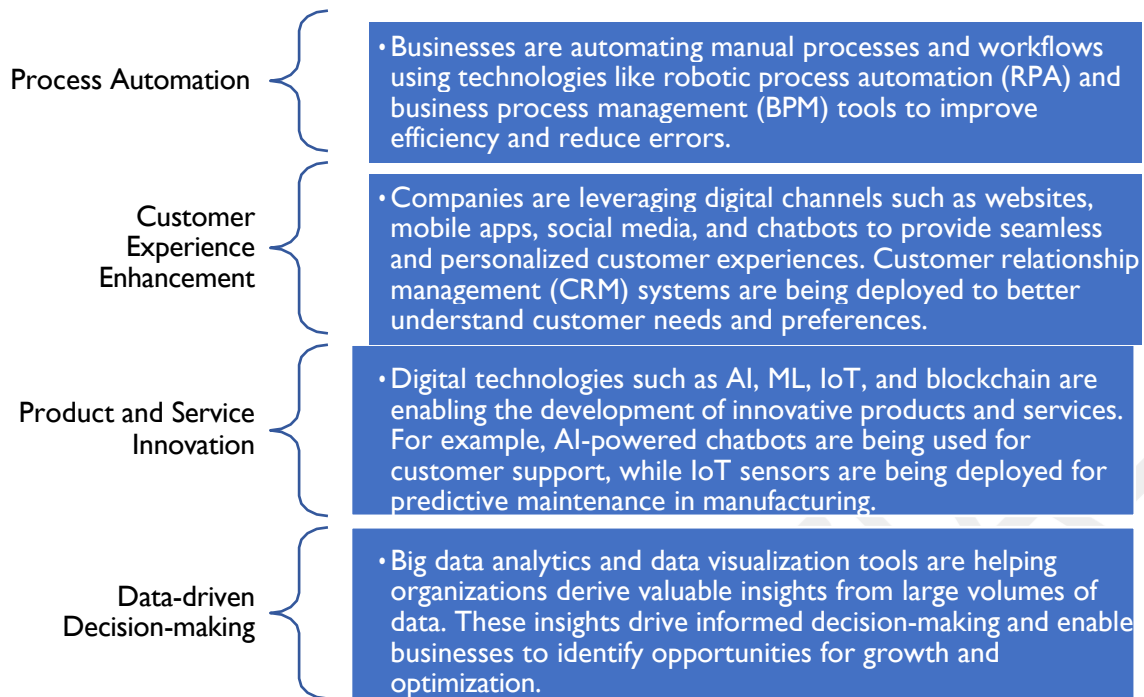 Process Automation
• Businesses are automating manual processes and workflows
using technologies like robotic process automation (RPA) and
business process management (BPM) tools to improve
efficiency and reduce errors.
Customer
Experience
Enhancement
• Companies are leveraging digital channels such as websites,
mobile apps, social media, and chatbots to provide seamless
and personalized customer experiences. Customer relationship
management (CRM) systems are being deployed to better
understand customer needs and preferences.
Product and Service
Innovation
• Digital technologies such as AI, ML, IoT, and blockchain are
enabling the development of innovative products and services.
For example, AI-powered chatbots are being used for
customer support, while IoT sensors are being deployed for
predictive maintenance in manufacturing.
Data-driven
Decision-making
• Big data analytics and data visualization tools are helping
organizations derive valuable insights from large volumes of
data. These insights drive informed decision-making and enable
businesses to identify opportunities for growth and
optimization.